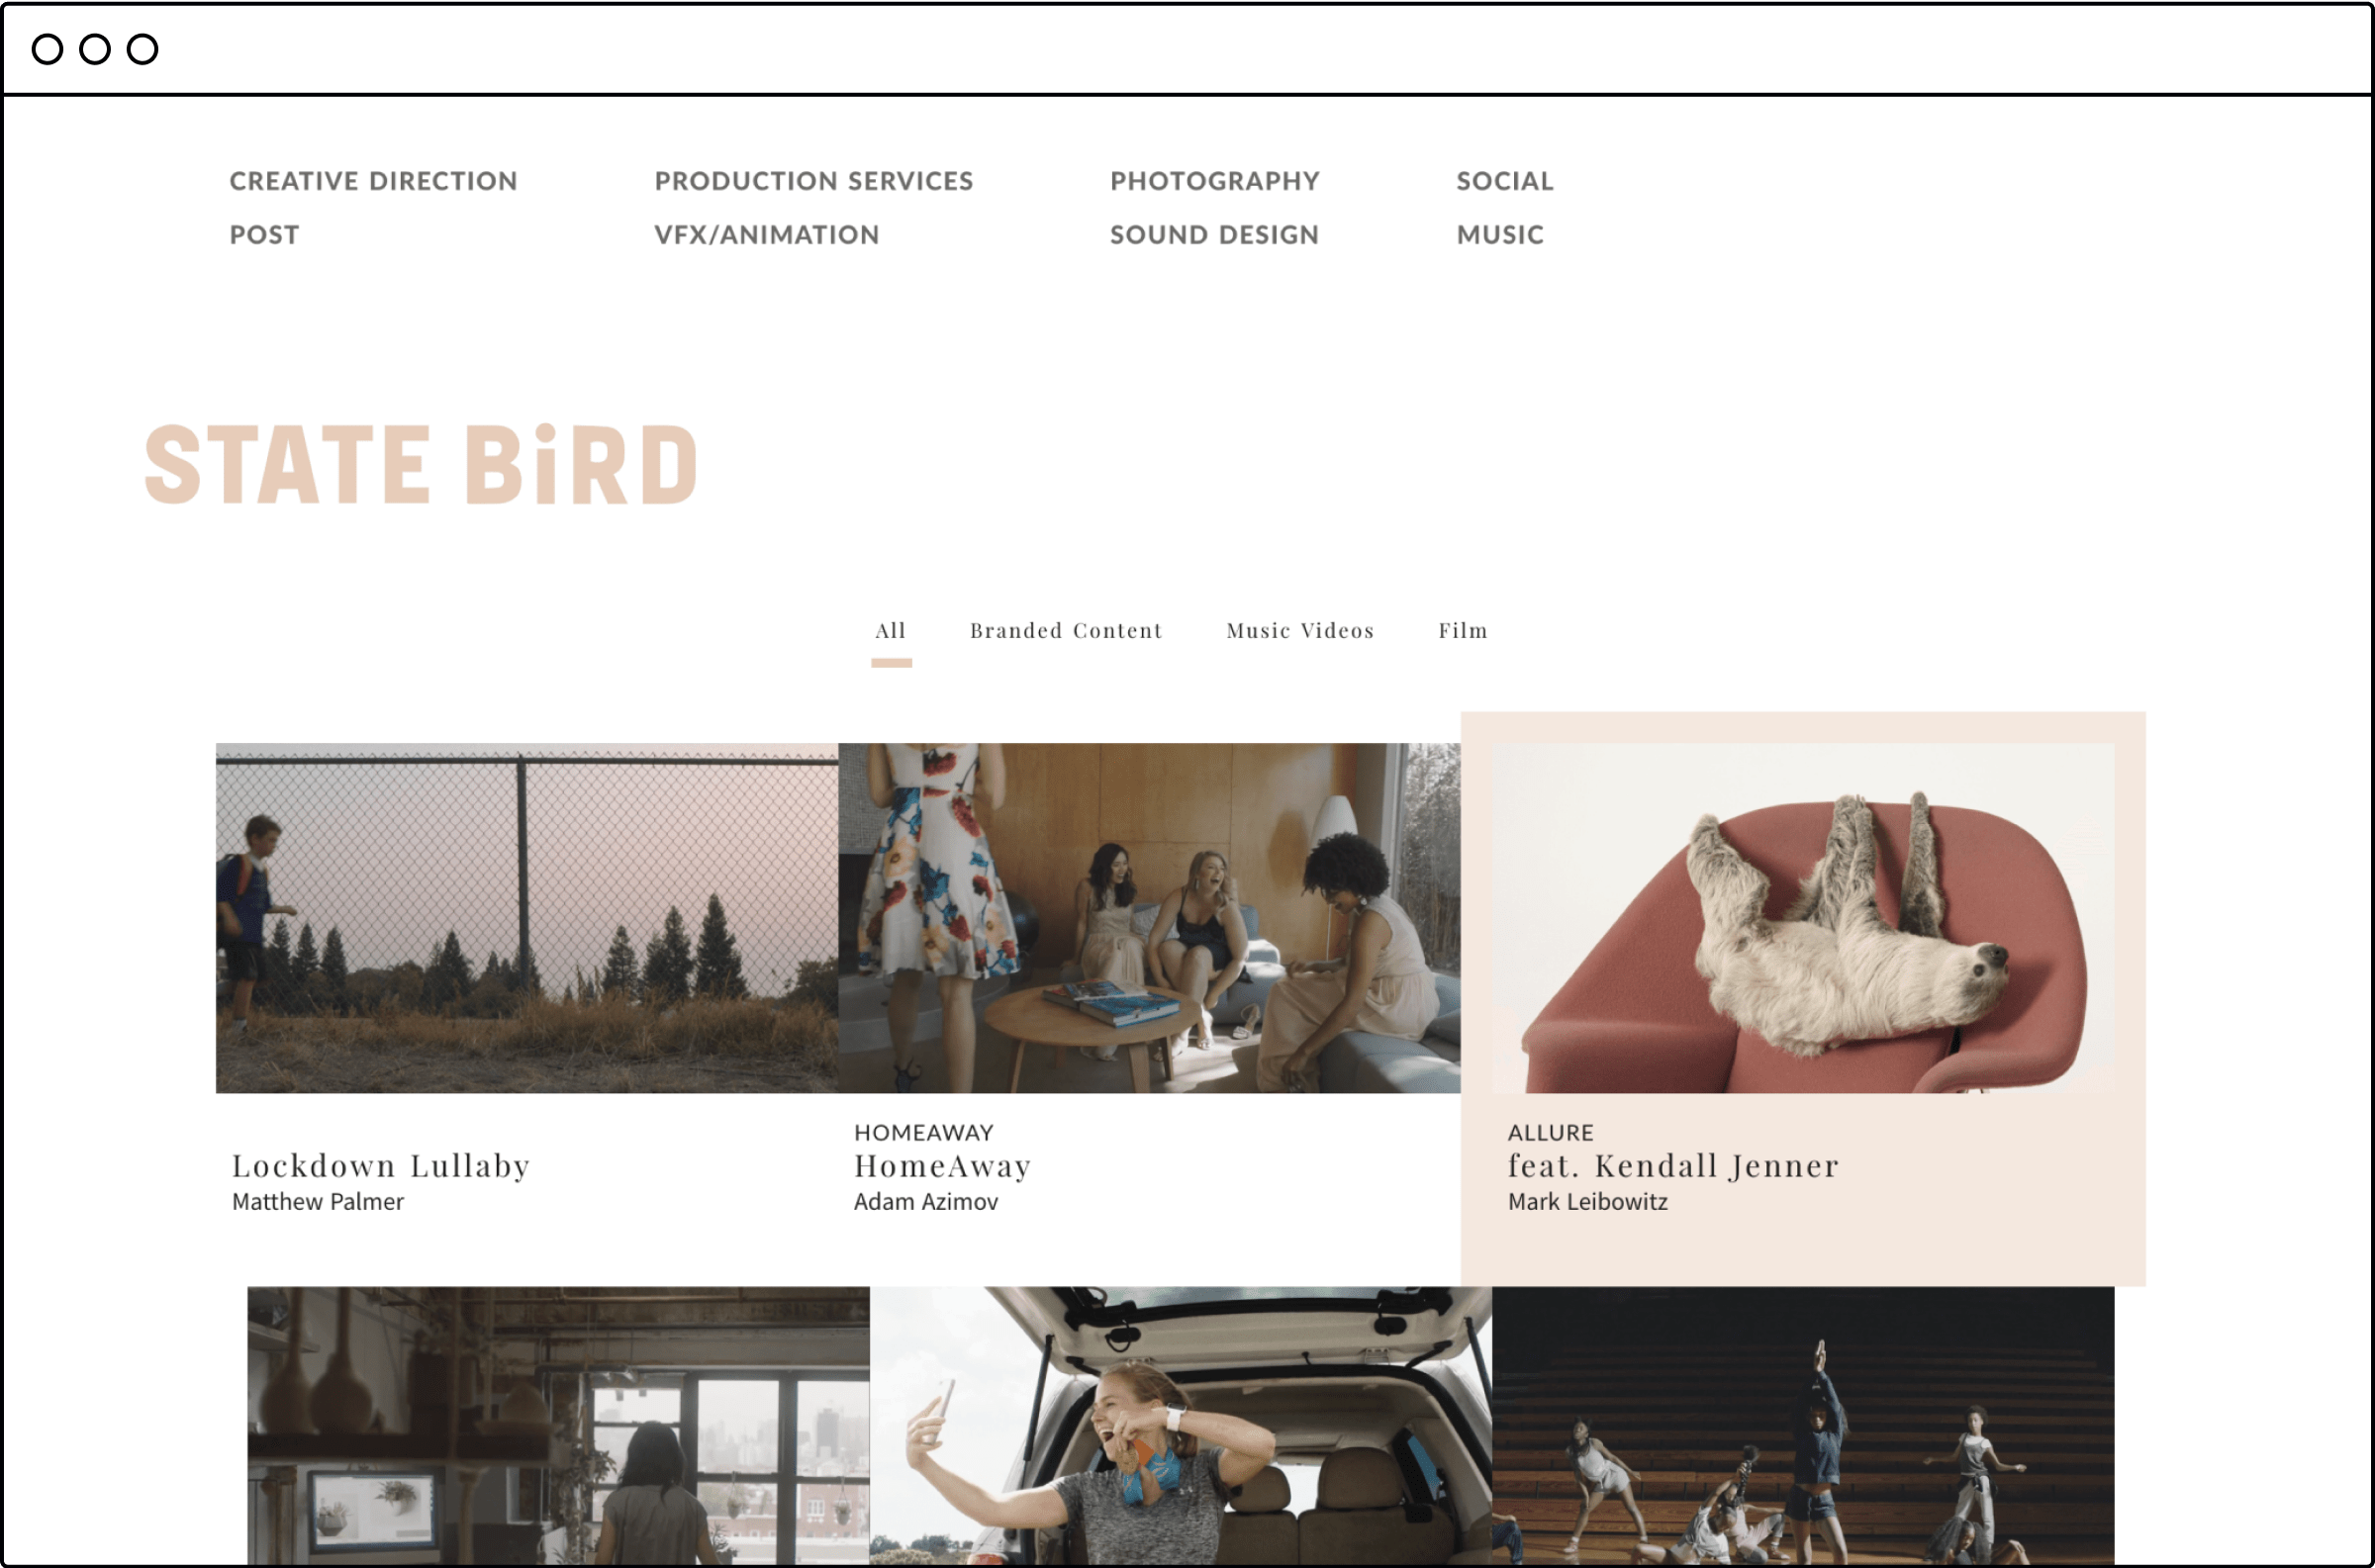 CREATIVE DIRECTION PRODUCTION SERVICES PHOTOGRAPHY SOCIAL
POST VFX/ANIMATION SOUND DESIGN MUSIC
STATE BiRD
All Branded Content Music Videos Film
Lockdown Lullaby
Matthew Palmer
HOMEAWAY
HomeAway
Adam Azimov
ALLURE
feat. Kendall Jenner
Mark Leibowitz